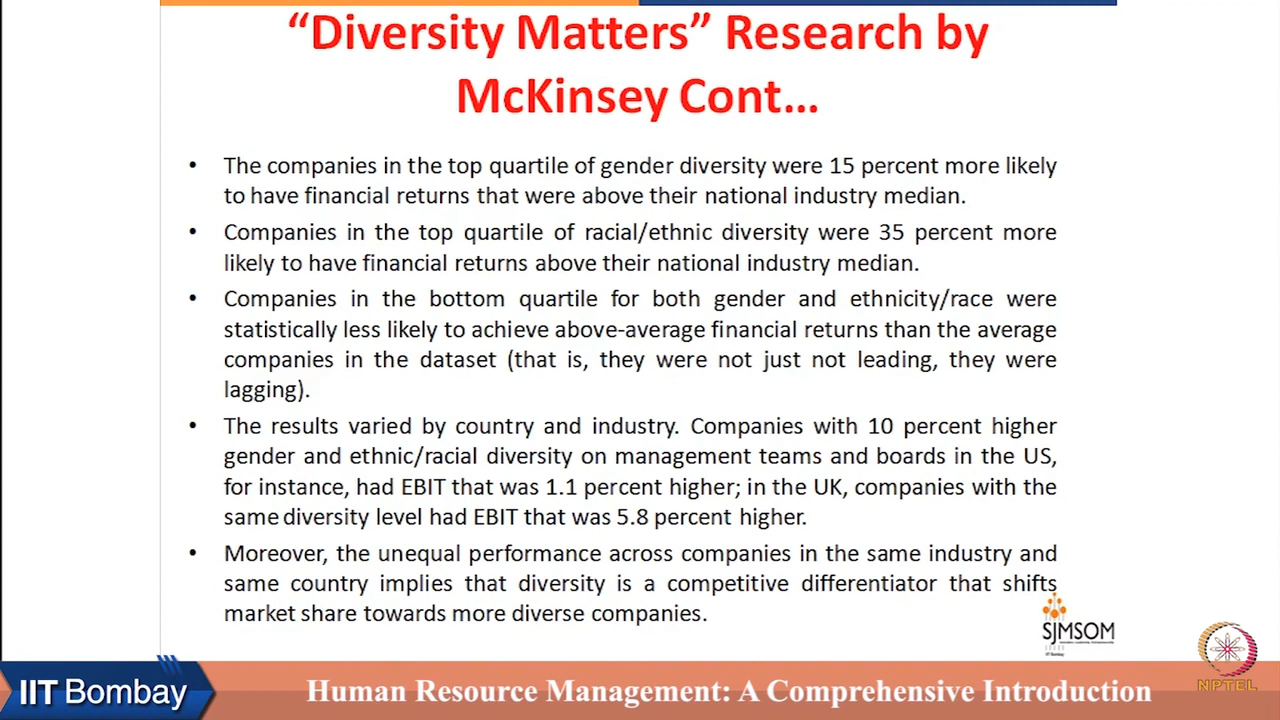 “Diversity Matters” Research by
McKinsey Cont...
• The companies in the top quartile of gender diversity were 15 percent more likely
to have financial returns that were above their national industry median.
• Companies in the top quartile of racial/ethnic diversity were 35 percent more
likely to have financial returns above their national industry median.
• Companies in the bottom quartile for both gender and ethnicity/race were
statistically less likely to achieve above-average financial returns than the average
companies in the dataset (that is, they were not just not leading, they were
lagging).
• The results varied by country and industry. Companies with 10 percent higher
gender and ethnic/racial diversity on management teams and boards in the US,
for instance, had EBIT that was 1.1 percent higher; in the UK, companies with the
same diversity level had EBIT that was 5.8 percent higher.
• Moreover, the unequal performance across companies in the same industry and
same country implies that diversity is a competitive differentiator that shifts
market share towards more diverse companies.
SJMSOM
IIT Bombay
Human Resource Management: A Comprehensive Introduction
NPTEL